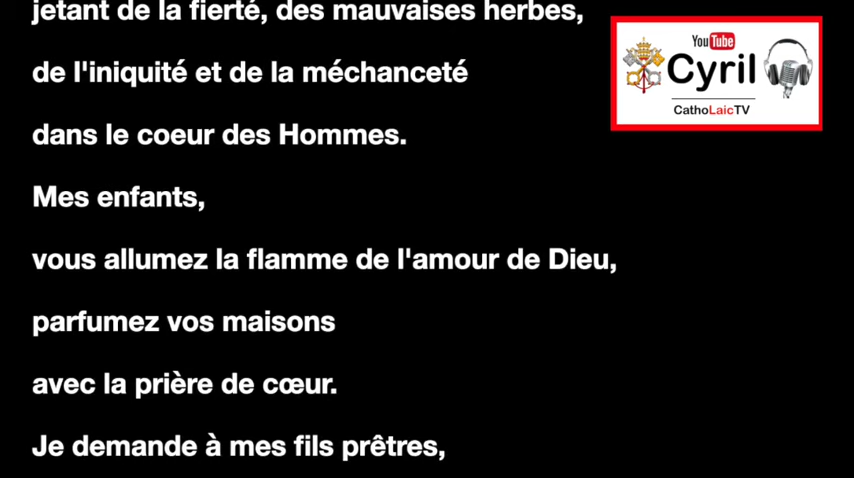 jetant de la fierté, des mauvaises herbes,
de l'iniquité et de la méchanceté
dans le coeur des Hommes.
Mes enfants,
vous allumez la flamme de l'amour de Dieu,
parfumez vos maisons
avec la prière de cœur.
Je demande à mes fils prêtres,
YouTube
Cyril
CathoLaicTV